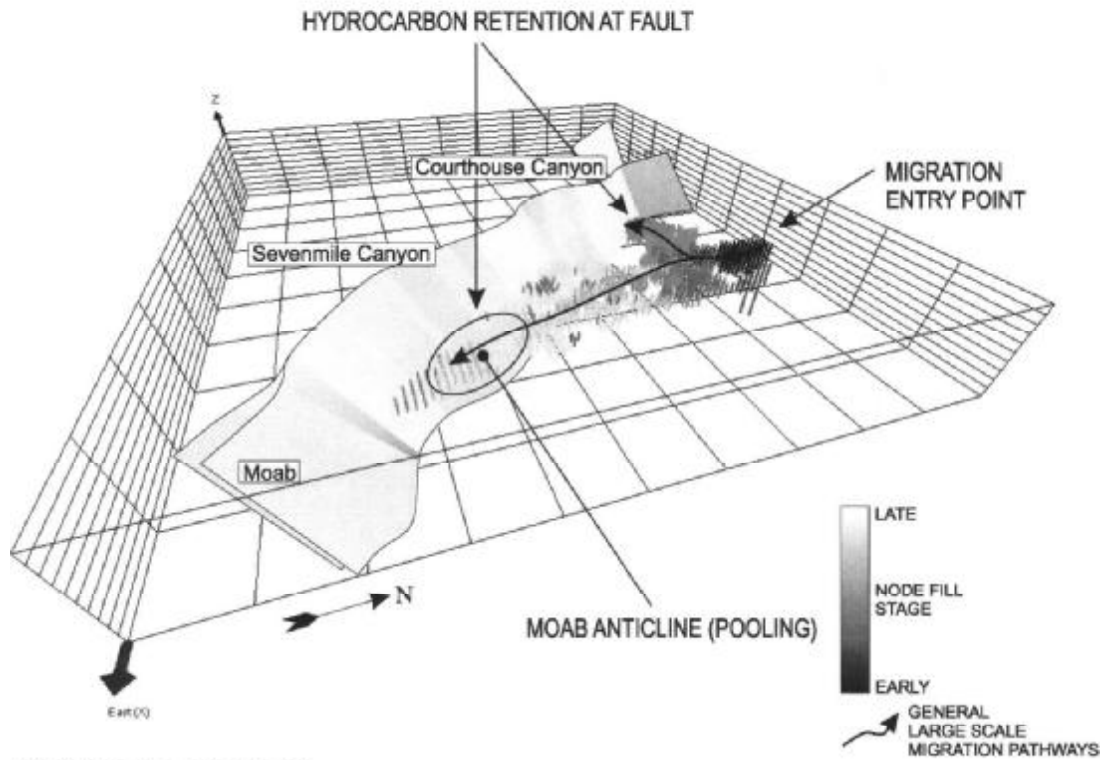 HYDROCARBON RETENTION AT FAULT
Z
Courthouse Canyon
MIGRATION
ENTRY POINT
Sevenmile Canyon
Moab
LATE
NODE FILL
STAGE
N
MOAB ANTICLINE (POOLING)
EARLY
East (X)
GENERAL
LARGE SCALE
MIGRATION PATHWAYS